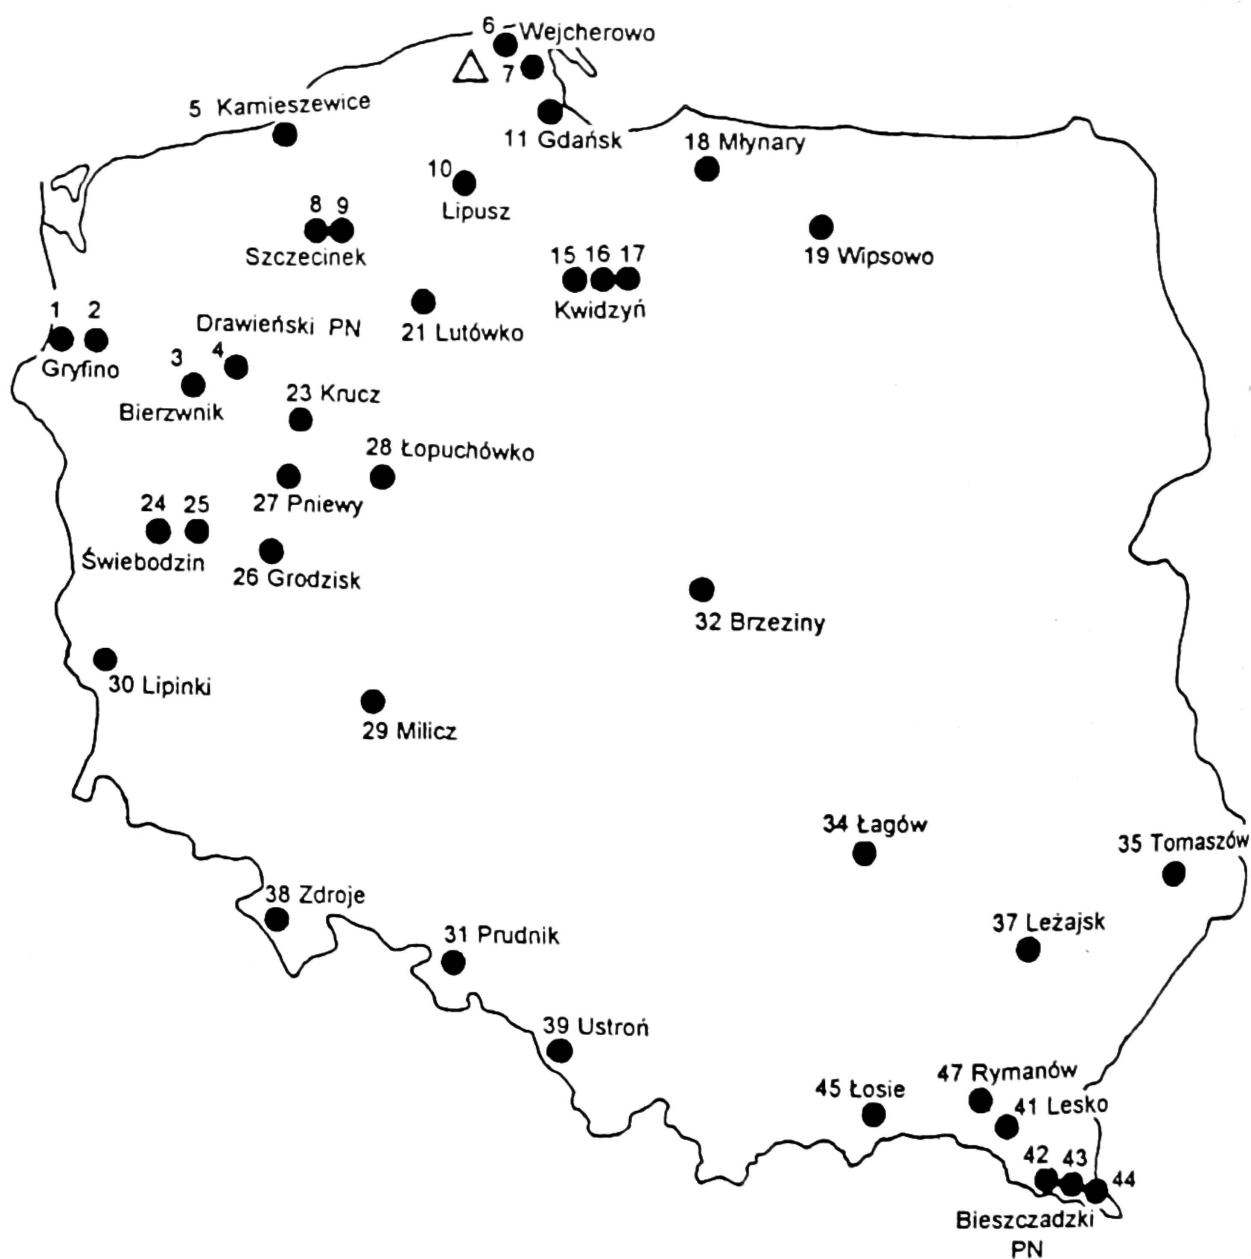 6 Wejcherowo
7
5 Kamieszewice
11 Gdańsk
18 Młynary
10
Lipusz
8 9
Szczecinek
19 Wipsowo
15 16 17
Kwidzyń
21 Lutówko
1 2
Gryfino
Drawieński PN
3 4
Bierzwnik
23 Krucz
28 Łopuchówko
27 Pniewy
24 25
Świebodzin
26 Grodzisk
32 Brzeziny
30 Lipinki
29 Milicz
34 Łagów
35 Tomaszów
38 Zdroje
31 Prudnik
37 Leżajsk
39 Ustroń
47 Rymanów
45 Łosie
41 Lesko
42 43 44
Bieszczadzki
PN